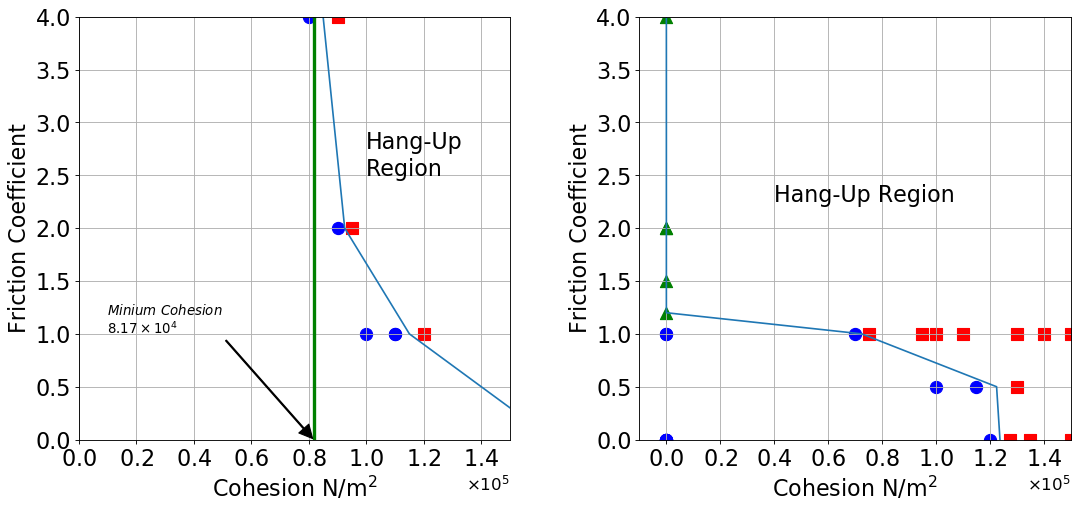 4.0
3.5
3.0
2.5
2.0
1.5
1.0
0.5
0.0
Friction Coefficient
Hang-Up
Region
Minium Cohesion
8.17 × 10⁴
0.0 0.2 0.4 0.6 0.8 1.0 1.2 1.4
×10⁵
Cohesion N/m²
4.0
3.5
3.0
2.5
2.0
1.5
1.0
0.5
0.0
Friction Coefficient
Hang-Up Region
0.0 0.2 0.4 0.6 0.8 1.0 1.2 1.4
×10⁵
Cohesion N/m²